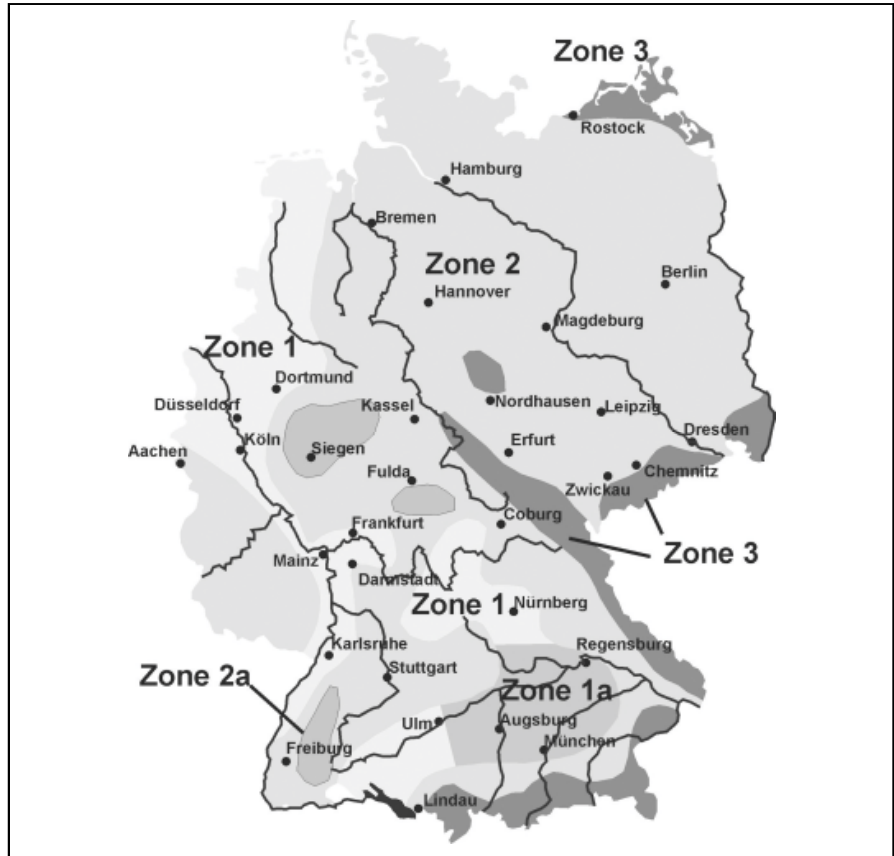 Zone 3
Rostock
Hamburg
Bremen
Zone 2
Berlin
Hannover
Magdeburg
Zone 1
Dortmund
Düsseldorf
Kassel
Nordhausen
Leipzig
Köln
Dresden
Aachen
Siegen
Erfurt
Chemnitz
Fulda
Zwickau
Frankfurt
Coburg
Zone 3
Mainz
Darmstadt
Zone 1
Nürnberg
Karlsruhe
Regensburg
Zone 2a
Stuttgart
Zone 1a
Ulm
Augsburg
Freiburg
München
Lindau